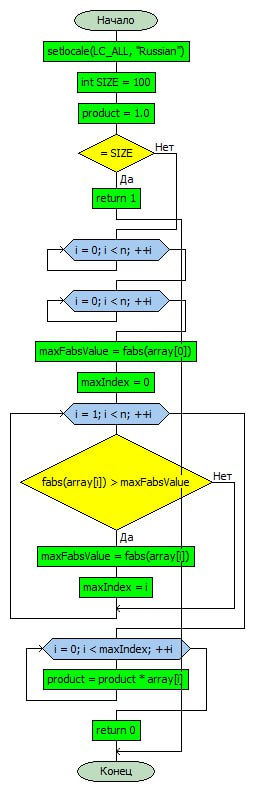 Начало
setlocale(LC_ALL, "Russian")
int SIZE = 100
product = 1.0
= SIZE
Нет
Да
return 1
i = 0; i < n; ++i
i = 0; i < n; ++i
maxFabsValue = fabs(array[0])
maxIndex = 0
i = 1; i < n; ++i
fabs(array[i]) > maxFabsValue
Нет
Да
maxFabsValue = fabs(array[i])
maxIndex = i
i = 0; i < maxIndex; ++i
product = product * array[i]
return 0
Конец